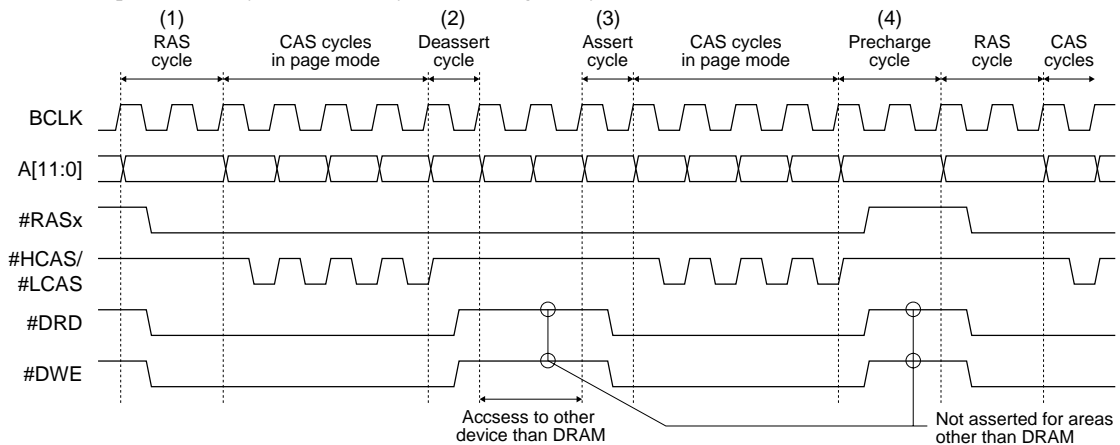 (1) (2) (3) (4)
RAS cycle
CAS cycles in page mode
Deassert cycle
Assert cycle
CAS cycles in page mode
Precharge cycle
RAS cycle
CAS cycles
BCLK
A[11:0]
#RASx
#HCAS/
#LCAS
#DRD
#DWE
Accsess to other
device than DRAM
Not asserted for areas
other than DRAM